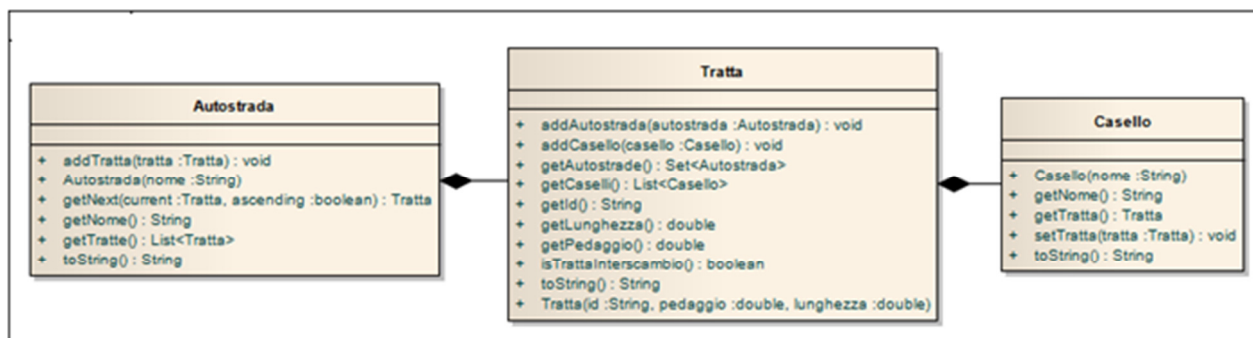 Autostrada
+ addTratta(tratta :Tratta) : void
+ Autostrada(nome :String)
+ getNext(current :Tratta, ascending :boolean) : Tratta
+ getNome() : String
+ getTratte() : List<Tratta>
+ toString() : String
Tratta
+ addAutostrada(autostrada :Autostrada) : void
+ addCasello(casello :Casello) : void
+ getAutostrade() : Set<Autostrada>
+ getCaselli() : List<Casello>
+ getId() : String
+ getLunghezza() : double
+ getPedaggio() : double
+ isTrattaInterscambio() : boolean
+ toString() : String
+ Tratta(id :String, pedaggio :double, lunghezza :double)
Casello
+ Casello(nome :String)
+ getNome() : String
+ getTratta() : Tratta
+ setTratta(tratta :Tratta) : void
+ toString() : String